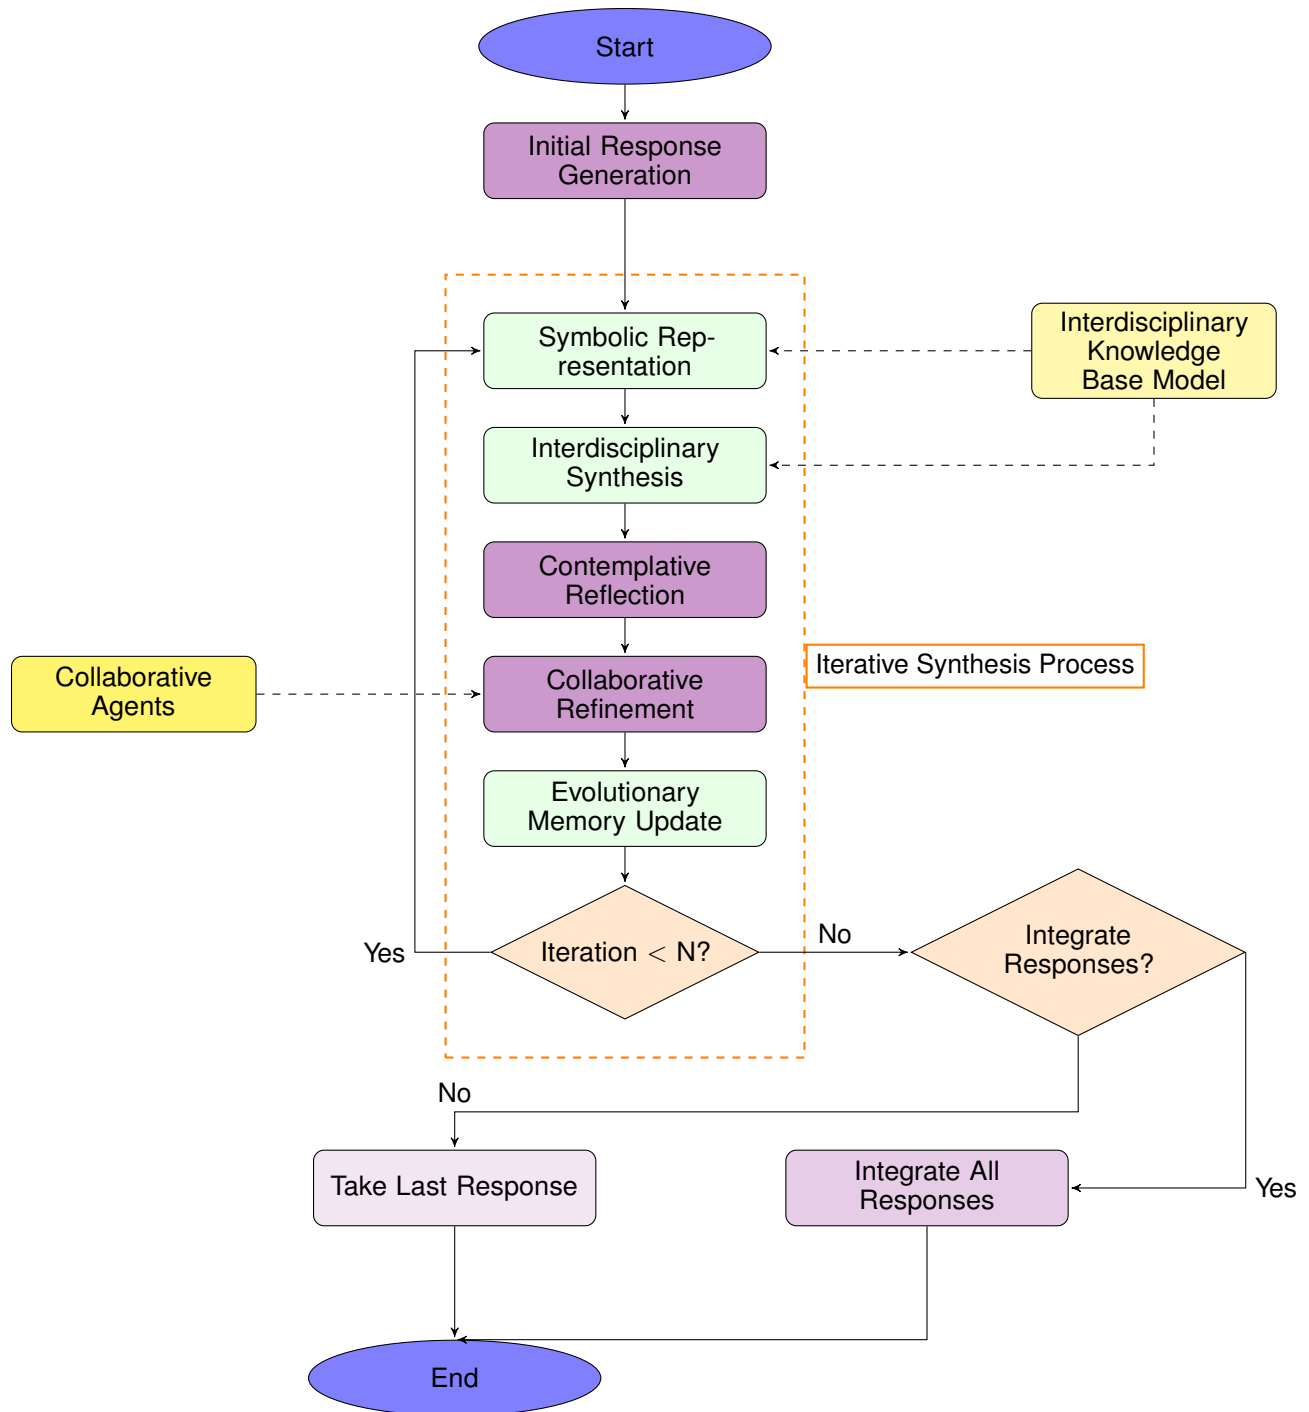 Start
Initial Response
Generation
Symbolic Rep-
resentation
Interdisciplinary
Knowledge
Base Model
Interdisciplinary
Synthesis
Contemplative
Reflection
Iterative Synthesis Process
Collaborative
Agents
Collaborative
Refinement
Evolutionary
Memory Update
Yes
Iteration < N?
No
Integrate
Responses?
No
Yes
Take Last Response
Integrate All
Responses
End